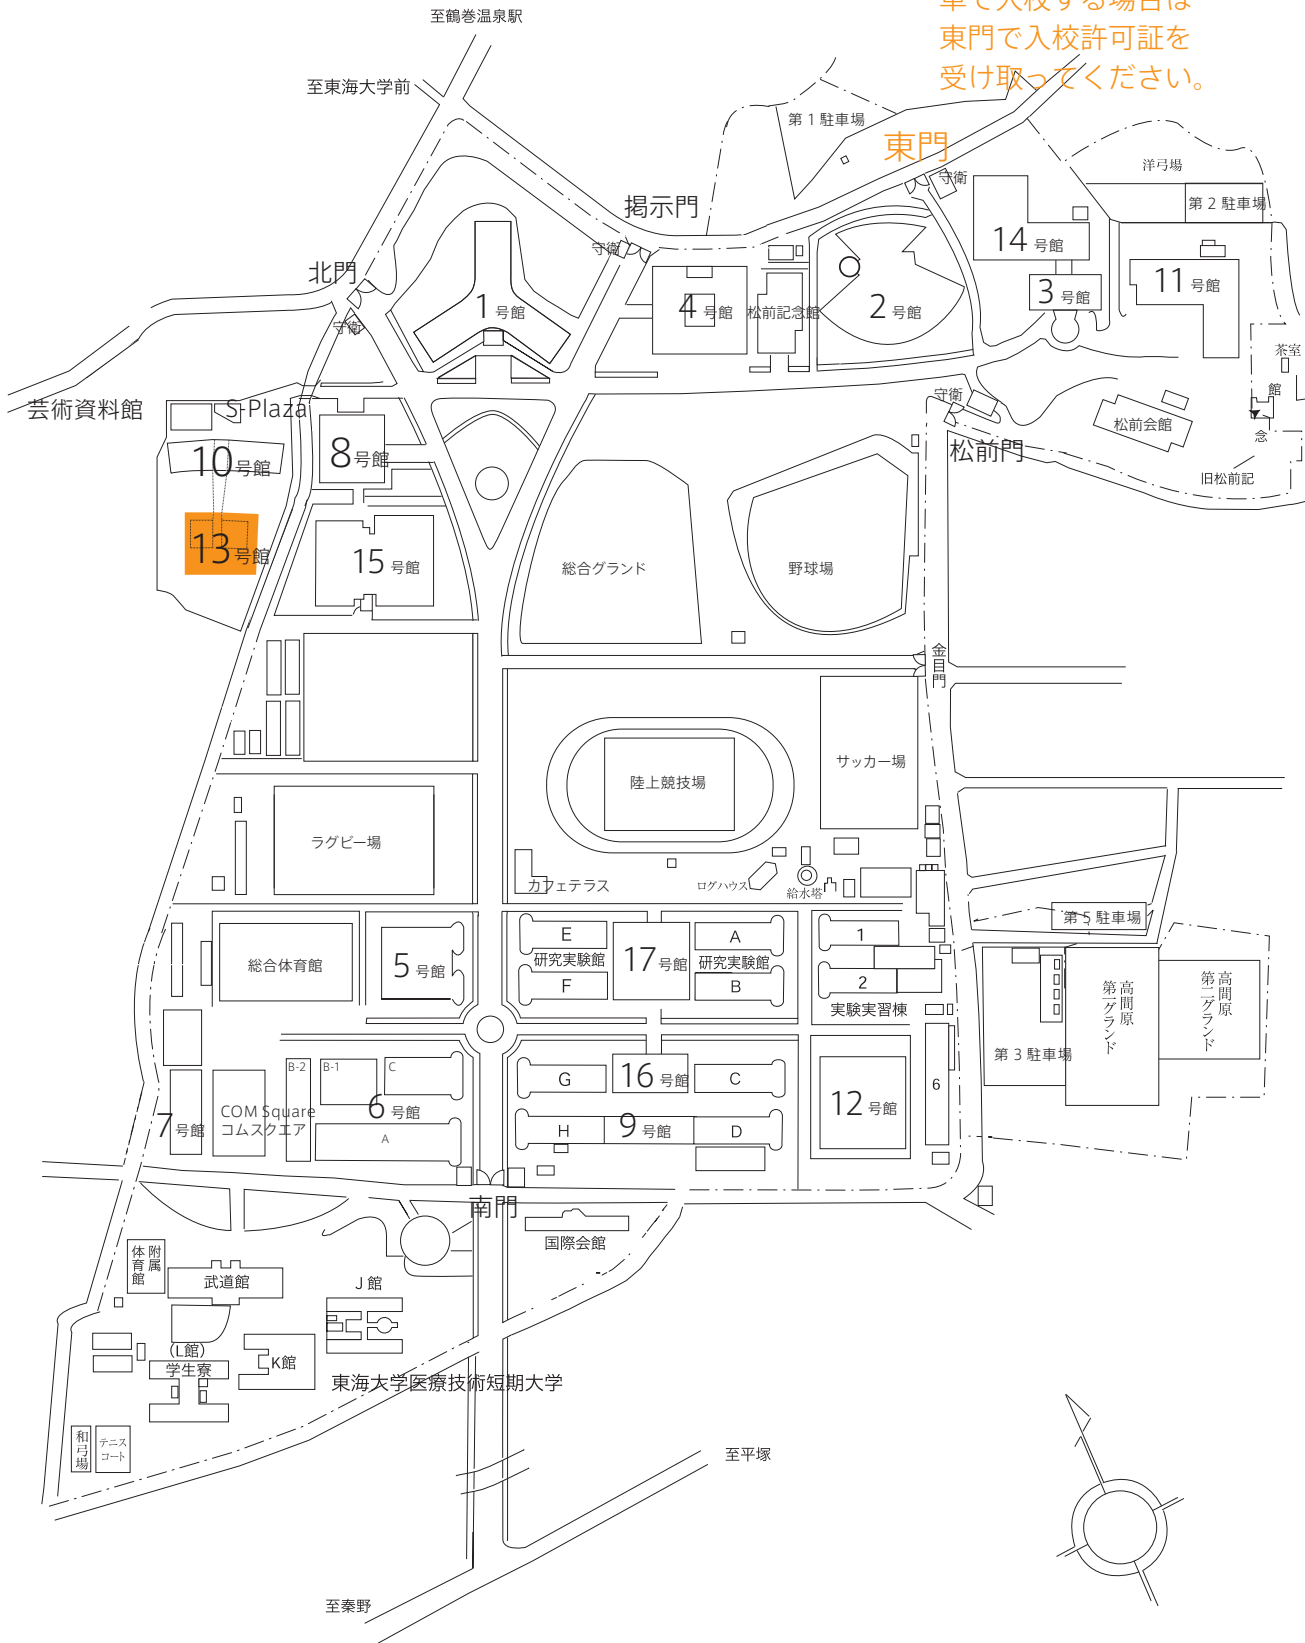 車で入校する場合は
東門で入校許可証を
受け取ってください。
至鶴巻温泉駅
至東海大学前
第1駐車場
東門
守衛
洋弓場
第2駐車場
掲示門
守衛
14号館
北門
守衛
1号館
4号館
松前記念館
2号館
3号館
11号館
茶室
館
念
旧松前記
芸術資料館
S-Plaza
守衛
松前会館
松前門
10号館
8号館
13号館
15号館
総合グランド
野球場
金目門
サッカー場
陸上競技場
ラグビー場
カフェテラス
ログハウス
給水塔
第5駐車場
E
A
1
研究実験館
17号館
研究実験館
総合体育館
5号館
F
B
2
実験実習棟
高間原
第一グランド
高間原
第二グランド
第3駐車場
B-2
B-1
C
G
16号館
C
6
COM Square
コムスクエア
6号館
12号館
7号館
A
H
9号館
D
南門
国際会館
附属
体育館
武道館
J館
(L館)
学生寮
K館
東海大学医療技術短期大学
和弓場
テニス
コート
至平塚
至秦野